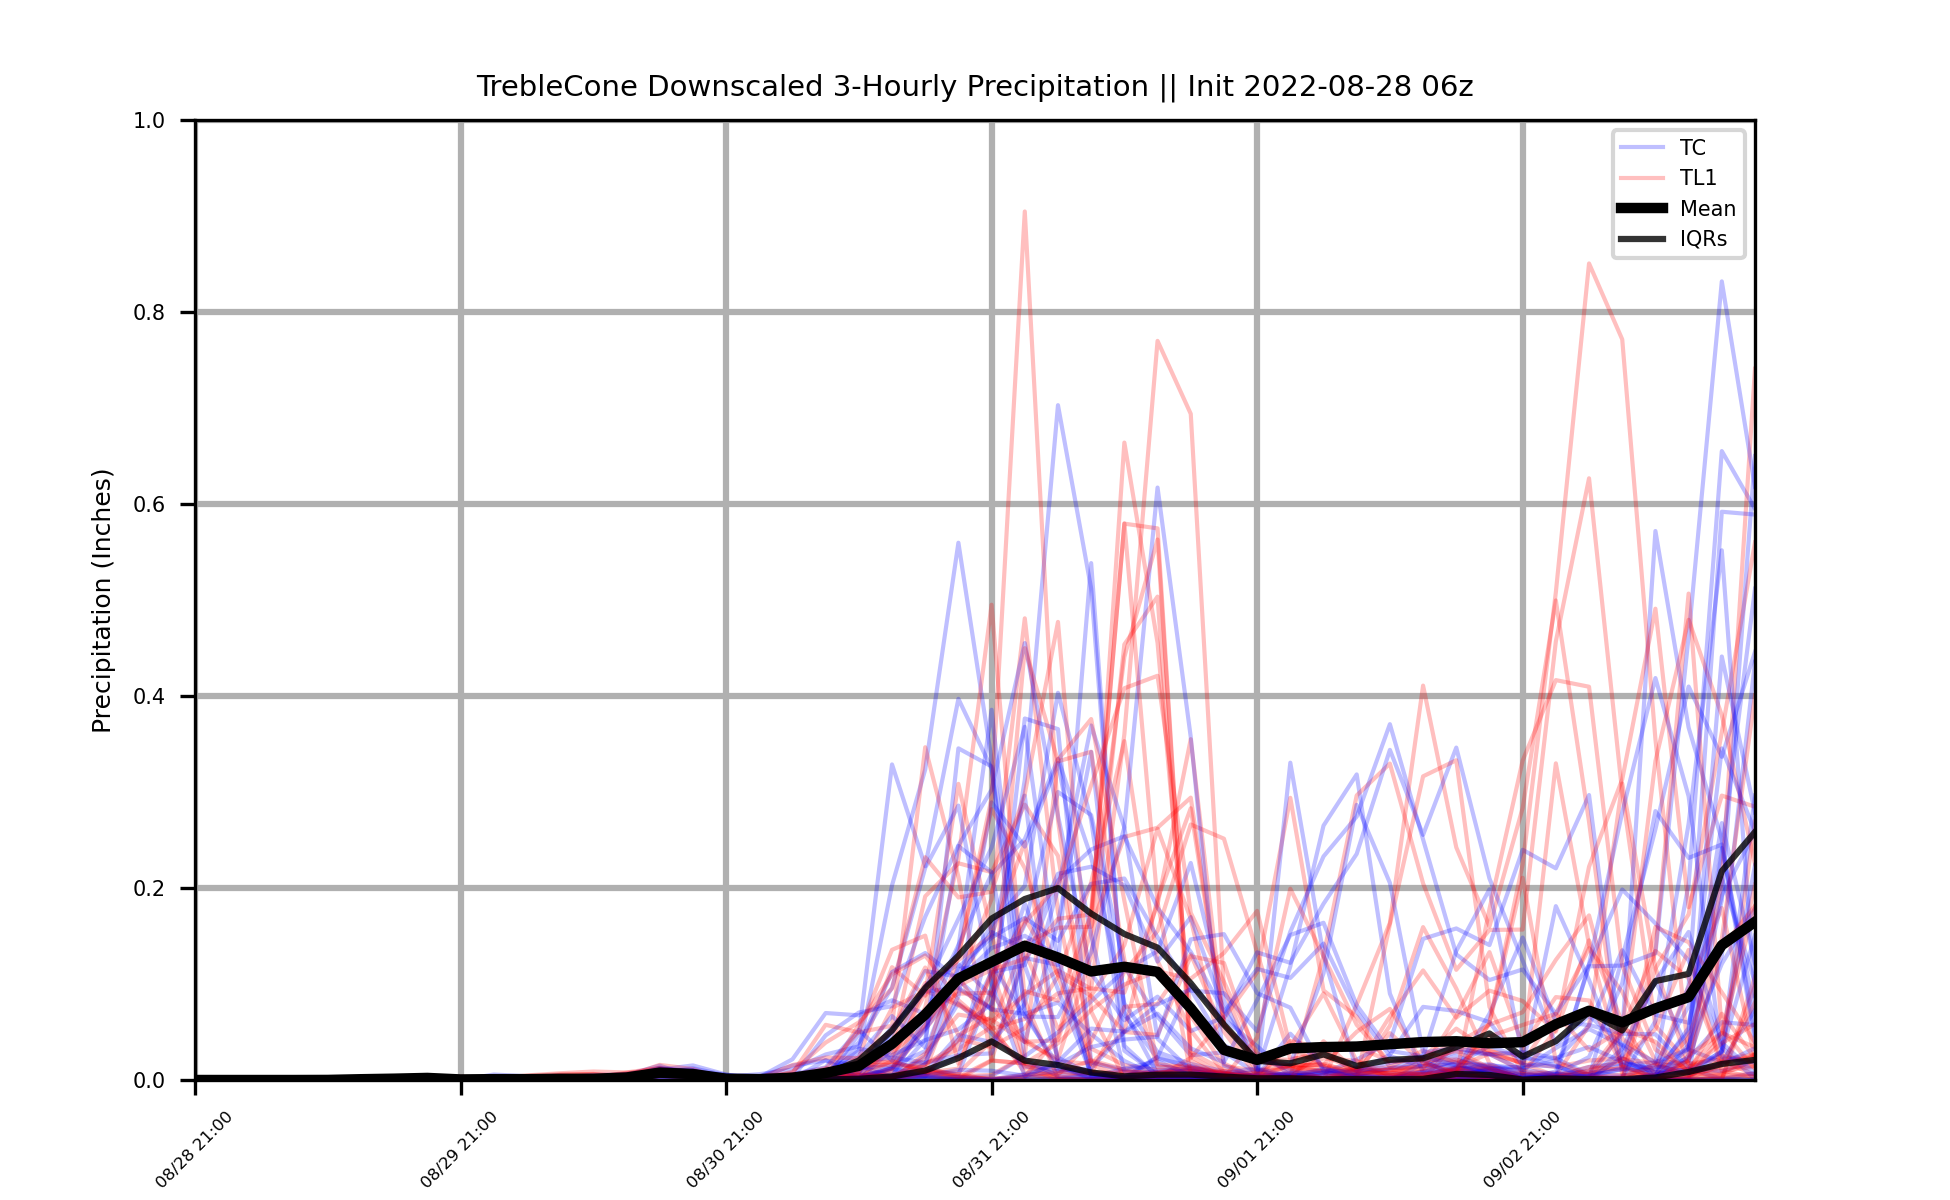 TrebleCone Downscaled 3-Hourly Precipitation || Init 2022-08-28 06z
Precipitation (Inches)
1.0
0.8
0.6
0.4
0.2
0.0
TC
TL1
Mean
IQRs
08/28 21:00
08/29 21:00
08/30 21:00
08/31 21:00
09/01 21:00
09/02 21:00